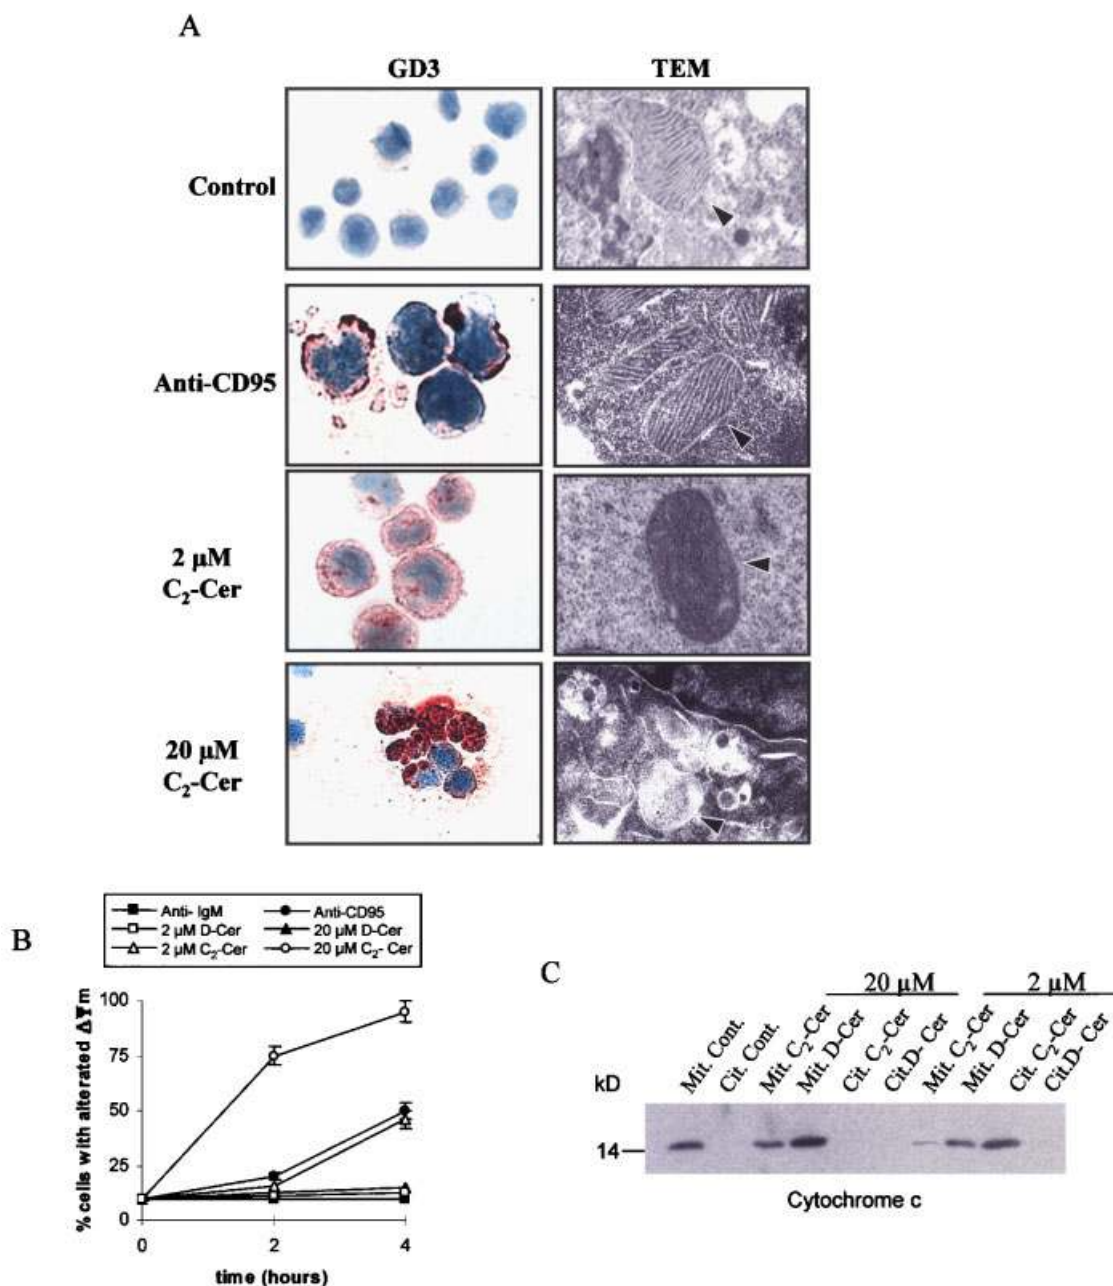 A
GD3 TEM
Control
Anti-CD95
2 µM
C₂-Cer
20 µM
C₂-Cer
B
Anti- IgM Anti-CD95
2 µM D-Cer 20 µM D-Cer
2 µM C₂-Cer 20 µM C₂- Cer
% cells with alterated ΔΨm
100
75
50
25
0
0 2 4
time (hours)
C
20 µM 2 µM
Mit. Cont. Cit. Cont. Mit. C₂-Cer Mit. D-Cer Cit. C₂-Cer Cit.D- Cer Mit. C₂-Cer Mit. D-Cer Cit. C₂-Cer Cit.D- Cer
kD
14
Cytochrome c